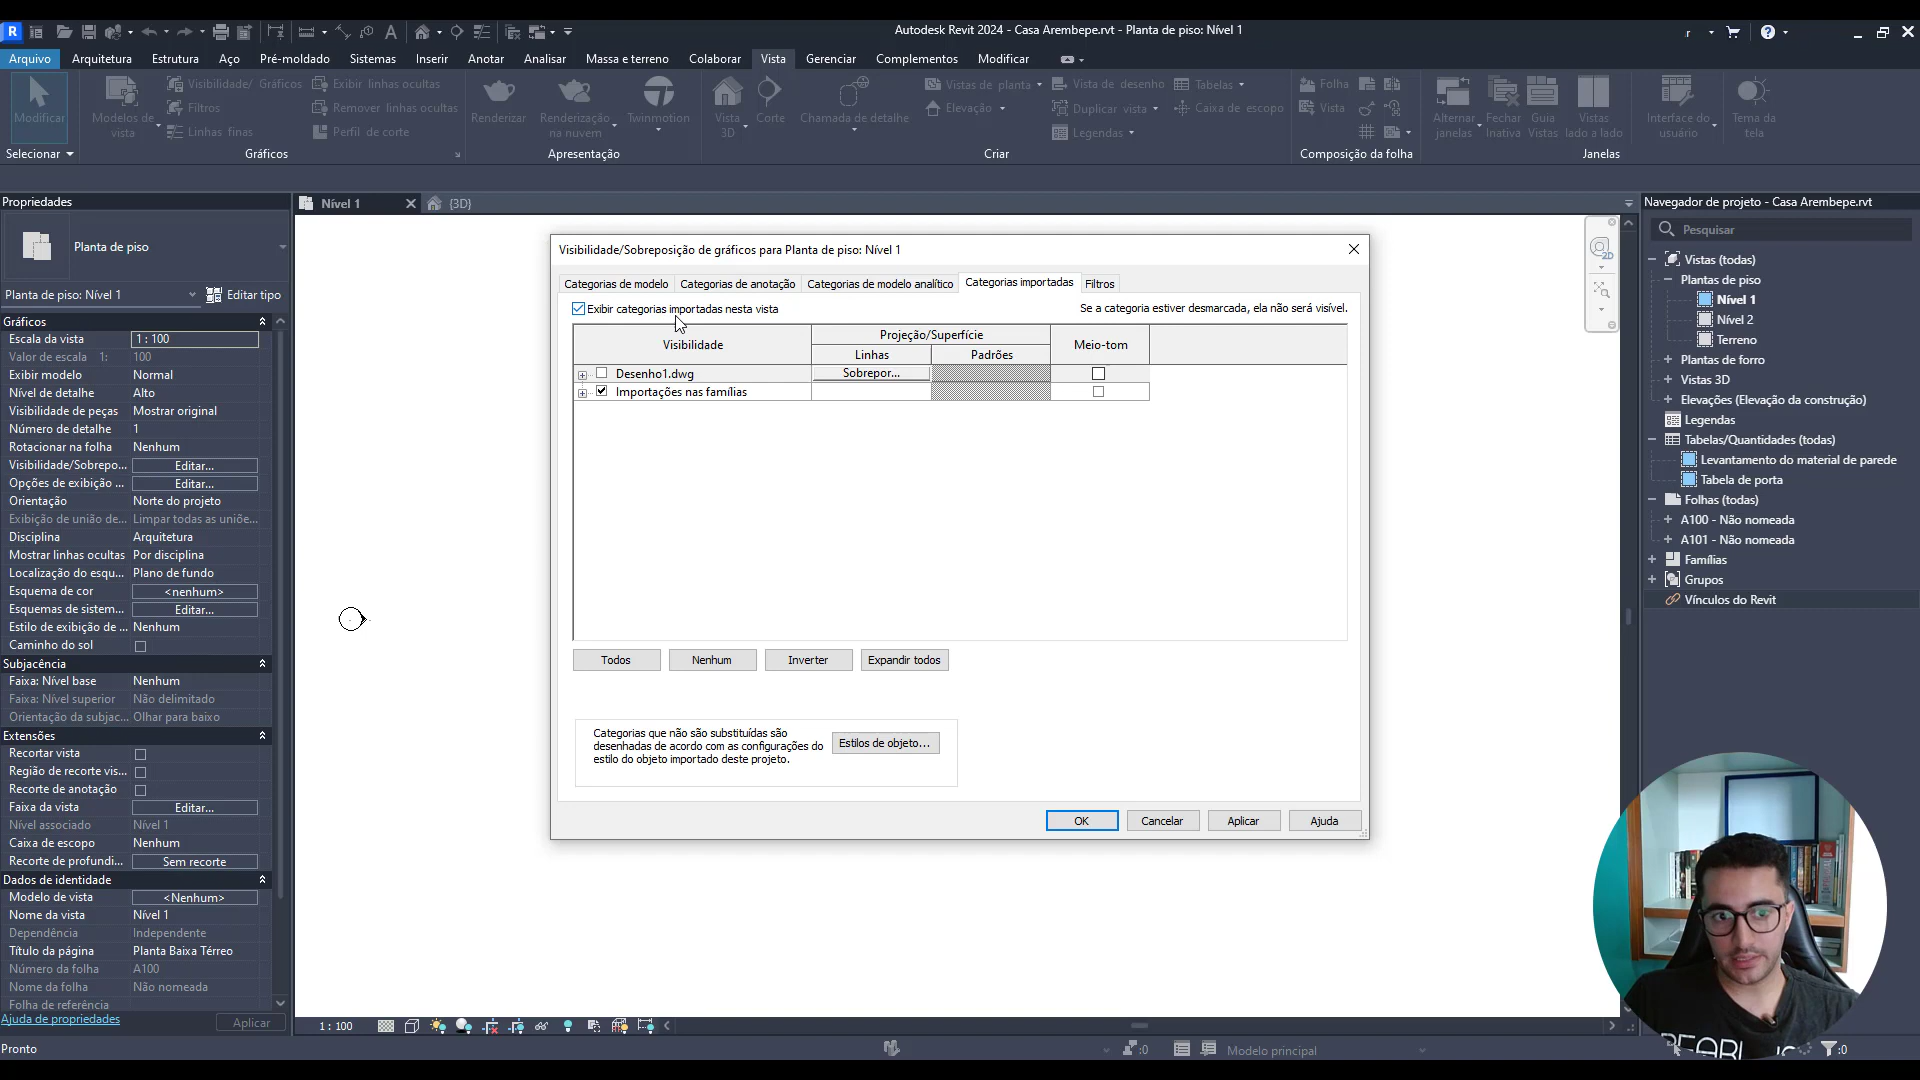 Autodesk Revit 2024 - Casa Arembepe.rvt - Planta de piso: Nível 1
Arquivo Arquitetura Estrutura Aço Pré-moldado Sistemas Inserir Anotar Analisar Massa e terreno Colaborar Vista Gerenciar Complementos Modificar
Modificar
Modelos de vista
Visibilidade/ Gráficos
Filtros
Linhas finas
Exibir linhas ocultas
Remover linhas ocultas
Perfil de corte
Renderizar
Renderização na nuvem
Twinmotion
Vista 3D
Corte
Chamada de detalhe
Vistas de planta
Elevação
Vista de desenho
Duplicar vista
Legendas
Tabelas
Caixa de escopo
Folha
Vista
Alternar janelas
Fechar Inativa
Guia Vistas
Vistas lado a lado
Interface do usuário
Tema da tela
Selecionar Gráficos Apresentação Criar Composição da folha Janelas
Propriedades
Planta de piso
Planta de piso: Nível 1 Editar tipo
Gráficos
Escala da vista 1 : 100
Valor de escala 1: 100
Exibir modelo Normal
Nível de detalhe Alto
Visibilidade de peças Mostrar original
Número de detalhe 1
Rotacionar na folha Nenhum
Visibilidade/Sobrepo... Editar...
Opções de exibição ... Editar...
Orientação Norte do projeto
Exibição de união de... Limpar todas as uniõe...
Disciplina Arquitetura
Mostrar linhas ocultas Por disciplina
Localização do esqu... Plano de fundo
Esquema de cor <nenhum>
Esquemas de sistem... Editar...
Estilo de exibição de ... Nenhum
Caminho do sol
Subjacência
Faixa: Nível base Nenhum
Faixa: Nível superior Não delimitado
Orientação da subjac... Olhar para baixo
Extensões
Recortar vista
Região de recorte vis...
Recorte de anotação
Faixa da vista Editar...
Nível associado Nível 1
Caixa de escopo Nenhum
Recorte de profundi... Sem recorte
Dados de identidade
Modelo de vista <Nenhum>
Nome da vista Nível 1
Dependência Independente
Título da página Planta Baixa Térreo
Número da folha A100
Nome da folha Não nomeada
Folha de referência
Ajuda de propriedades Aplicar
Pronto
Nível 1 {3D}
Visibilidade/Sobreposição de gráficos para Planta de piso: Nível 1
Categorias de modelo Categorias de anotação Categorias de modelo analítico Categorias importadas Filtros
Exibir categorias importadas nesta vista Se a categoria estiver desmarcada, ela não será visível.
Visibilidade Projeção/Superfície Meio-tom
Linhas Padrões
Desenho1.dwg Sobrepor...
Importações nas famílias
Todos Nenhum Inverter Expandir todos
Categorias que não são substituídas são
desenhadas de acordo com as configurações do
estilo do objeto importado deste projeto.
Estilos de objeto...
OK Cancelar Aplicar Ajuda
2D
1 : 100
:0 Modelo principal :0
Navegador de projeto - Casa Arembepe.rvt
Pesquisar
Vistas (todas)
Plantas de piso
Nível 1
Nível 2
Terreno
Plantas de forro
Vistas 3D
Elevações (Elevação da construção)
Legendas
Tabelas/Quantidades (todas)
Levantamento do material de parede
Tabela de porta
Folhas (todas)
A100 - Não nomeada
A101 - Não nomeada
Famílias
Grupos
Vínculos do Revit